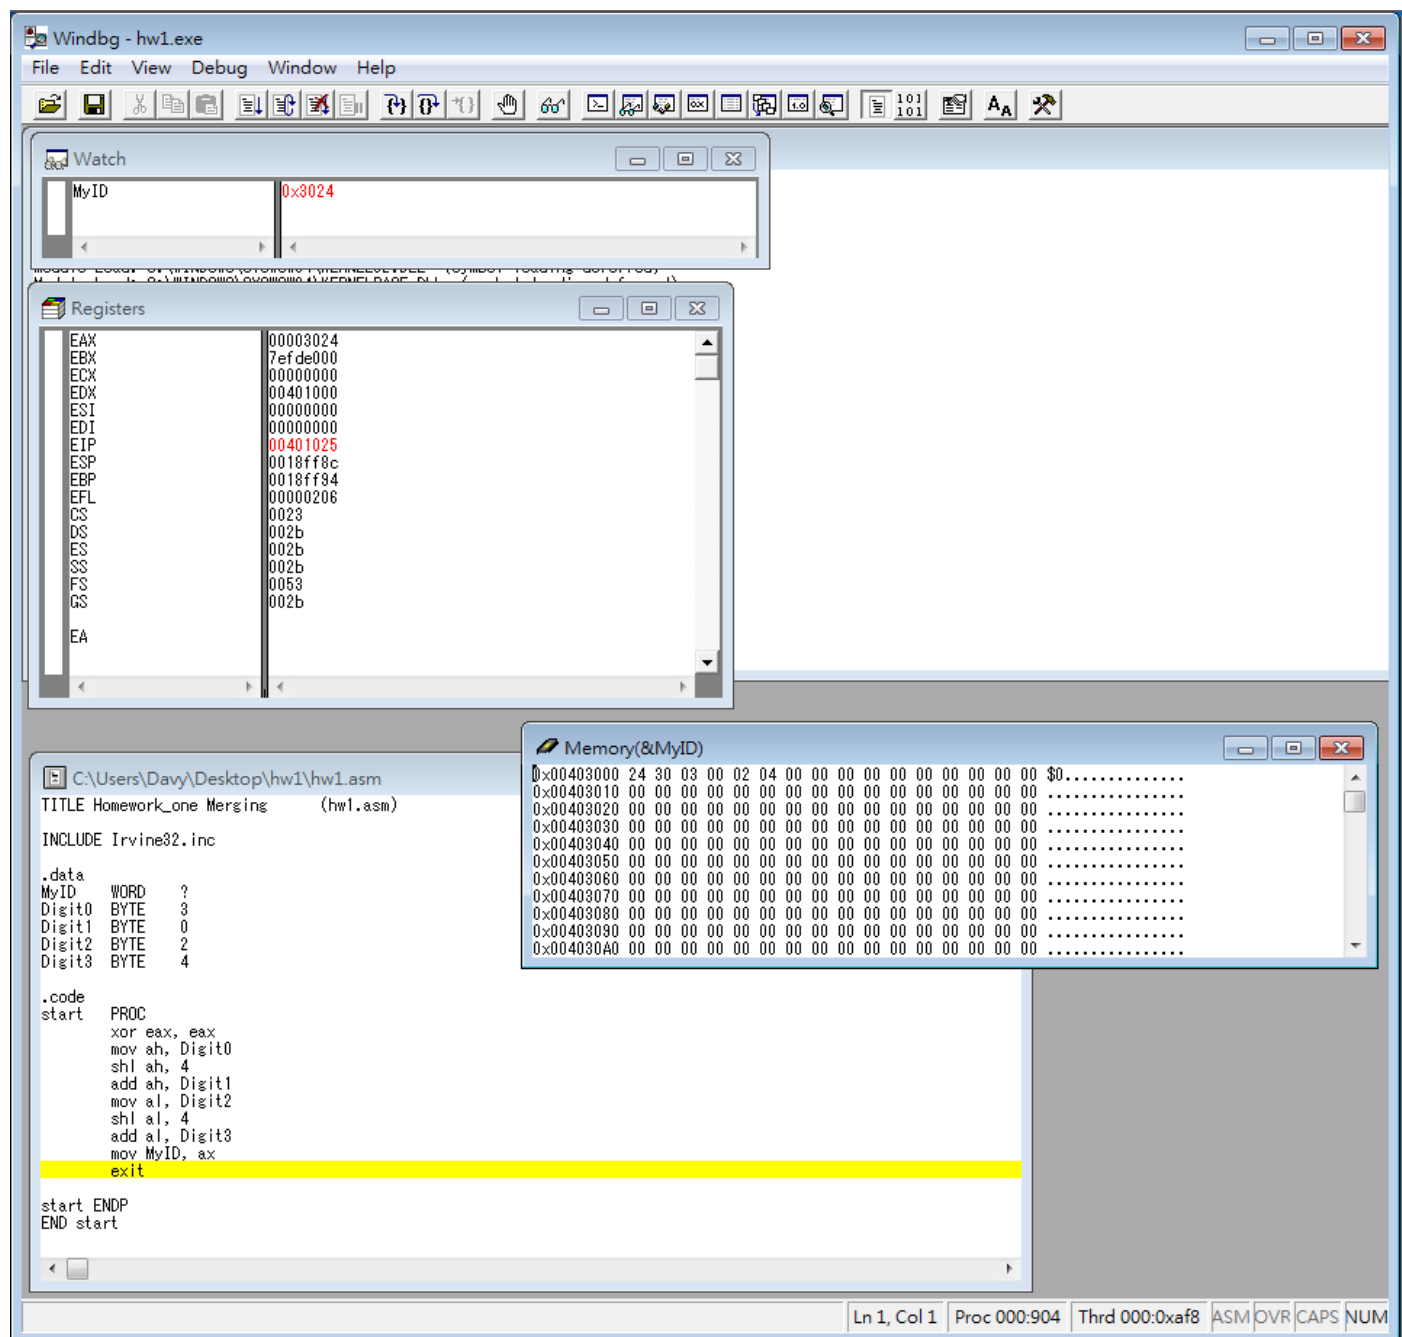 Windbg - hw1.exe
File Edit View Debug Window Help
Watch
MyID 0x3024
Registers
EAX 00003024
EBX 7efde000
ECX 00000000
EDX 00401000
ESI 00000000
EDI 00000000
EIP 00401025
ESP 0018ff8c
EBP 0018ff94
EFL 00000206
CS 0023
DS 002b
ES 002b
SS 002b
FS 0053
GS 002b
EA
Memory(&MyID)
0x00403000 24 30 03 00 02 04 00 00 00 00 00 00 00 00 00 00 $0..............
0x00403010 00 00 00 00 00 00 00 00 00 00 00 00 00 00 00 00 ................
0x00403020 00 00 00 00 00 00 00 00 00 00 00 00 00 00 00 00 ................
0x00403030 00 00 00 00 00 00 00 00 00 00 00 00 00 00 00 00 ................
0x00403040 00 00 00 00 00 00 00 00 00 00 00 00 00 00 00 00 ................
0x00403050 00 00 00 00 00 00 00 00 00 00 00 00 00 00 00 00 ................
0x00403060 00 00 00 00 00 00 00 00 00 00 00 00 00 00 00 00 ................
0x00403070 00 00 00 00 00 00 00 00 00 00 00 00 00 00 00 00 ................
0x00403080 00 00 00 00 00 00 00 00 00 00 00 00 00 00 00 00 ................
0x00403090 00 00 00 00 00 00 00 00 00 00 00 00 00 00 00 00 ................
0x004030A0 00 00 00 00 00 00 00 00 00 00 00 00 00 00 00 00 ................
C:\Users\Davy\Desktop\hw1\hw1.asm
TITLE Homework_one Merging (hw1.asm)
INCLUDE Irvine32.inc
.data
MyID WORD ?
Digit0 BYTE 3
Digit1 BYTE 0
Digit2 BYTE 2
Digit3 BYTE 4
.code
start PROC
xor eax, eax
mov ah, Digit0
shl ah, 4
add ah, Digit1
mov al, Digit2
shl al, 4
add al, Digit3
mov MyID, ax
exit
start ENDP
END start
Ln 1, Col 1 Proc 000:904 Thrd 000:0xaf8 ASM OVR CAPS NUM